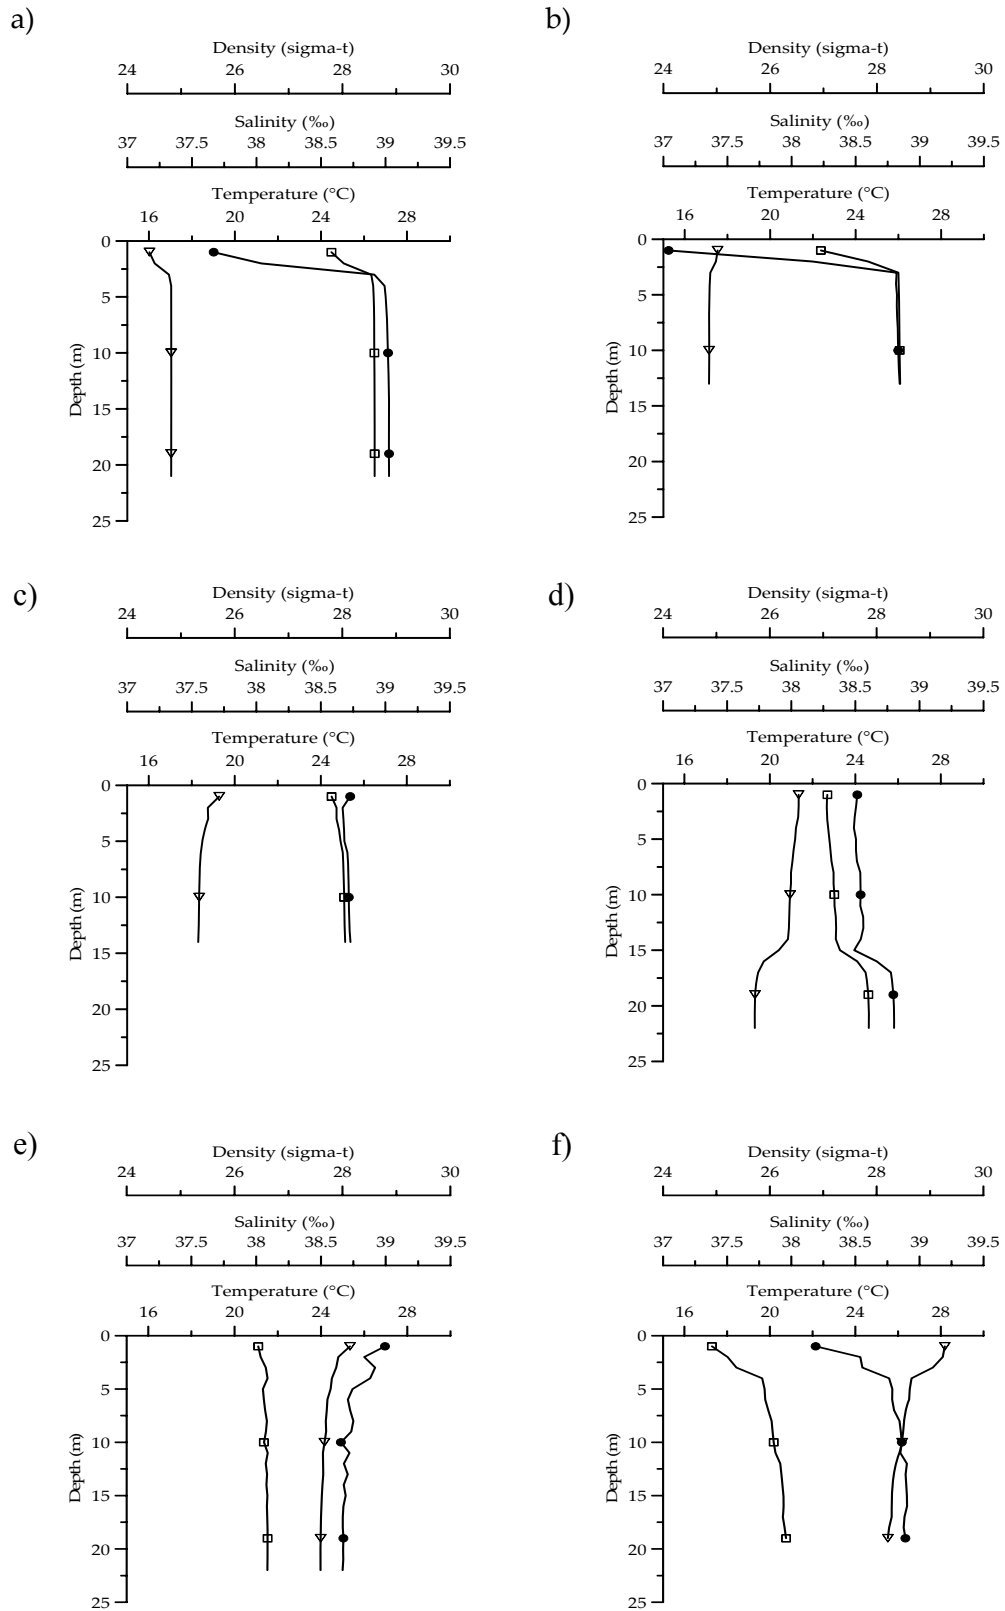 a)
Density (sigma-t)
24 26 28 30
Salinity (‰)
37 37.5 38 38.5 39 39.5
Temperature (°C)
16 20 24 28
0
5
10
15
20
25
Depth (m)
b)
Density (sigma-t)
24 26 28 30
Salinity (‰)
37 37.5 38 38.5 39 39.5
Temperature (°C)
16 20 24 28
0
5
10
15
20
25
Depth (m)
c)
Density (sigma-t)
24 26 28 30
Salinity (‰)
37 37.5 38 38.5 39 39.5
Temperature (°C)
16 20 24 28
0
5
10
15
20
25
Depth (m)
d)
Density (sigma-t)
24 26 28 30
Salinity (‰)
37 37.5 38 38.5 39 39.5
Temperature (°C)
16 20 24 28
0
5
10
15
20
25
Depth (m)
e)
Density (sigma-t)
24 26 28 30
Salinity (‰)
37 37.5 38 38.5 39 39.5
Temperature (°C)
16 20 24 28
0
5
10
15
20
25
Depth (m)
f)
Density (sigma-t)
24 26 28 30
Salinity (‰)
37 37.5 38 38.5 39 39.5
Temperature (°C)
16 20 24 28
0
5
10
15
20
25
Depth (m)